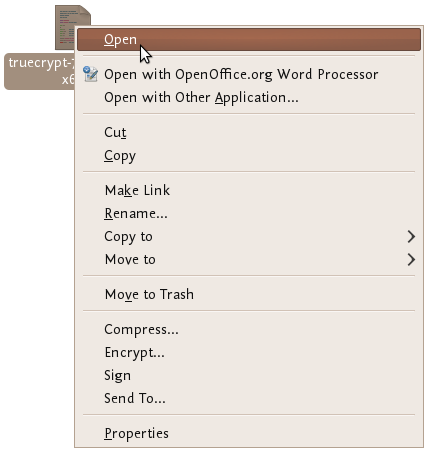 Open
truecrypt-7
x6
Open with OpenOffice.org Word Processor
Open with Other Application...
Cut
Copy
Make Link
Rename...
Copy to
Move to
Move to Trash
Compress...
Encrypt...
Sign
Send To...
Properties